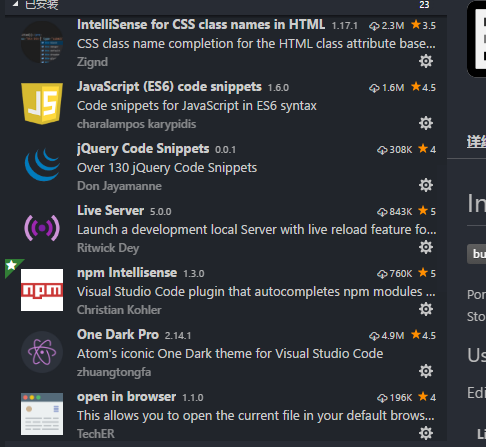 已安装 23
IntelliSense for CSS class names in HTML 1.17.1 2.3M 3.5
CSS class name completion for the HTML class attribute base...
Zignd
JS
JavaScript (ES6) code snippets 1.6.0 1.6M 4.5
Code snippets for JavaScript in ES6 syntax
charalampos karypidis
jQuery Code Snippets 0.0.1 308K 4
Over 130 jQuery Code Snippets
Don Jayamanne
Live Server 5.0.0 843K 5
Launch a development local Server with live reload feature fo...
Ritwick Dey
npm
npm Intellisense 1.3.0 760K 5
Visual Studio Code plugin that autocompletes npm modules ...
Christian Kohler
One Dark Pro 2.14.1 4.9M 4.5
Atom's iconic One Dark theme for Visual Studio Code
zhuangtongfa
open in browser 1.1.0 196K 4
This allows you to open the current file in your default brows...
TechER
详细
In
bu
Por
Sto
Us
Edi
Li